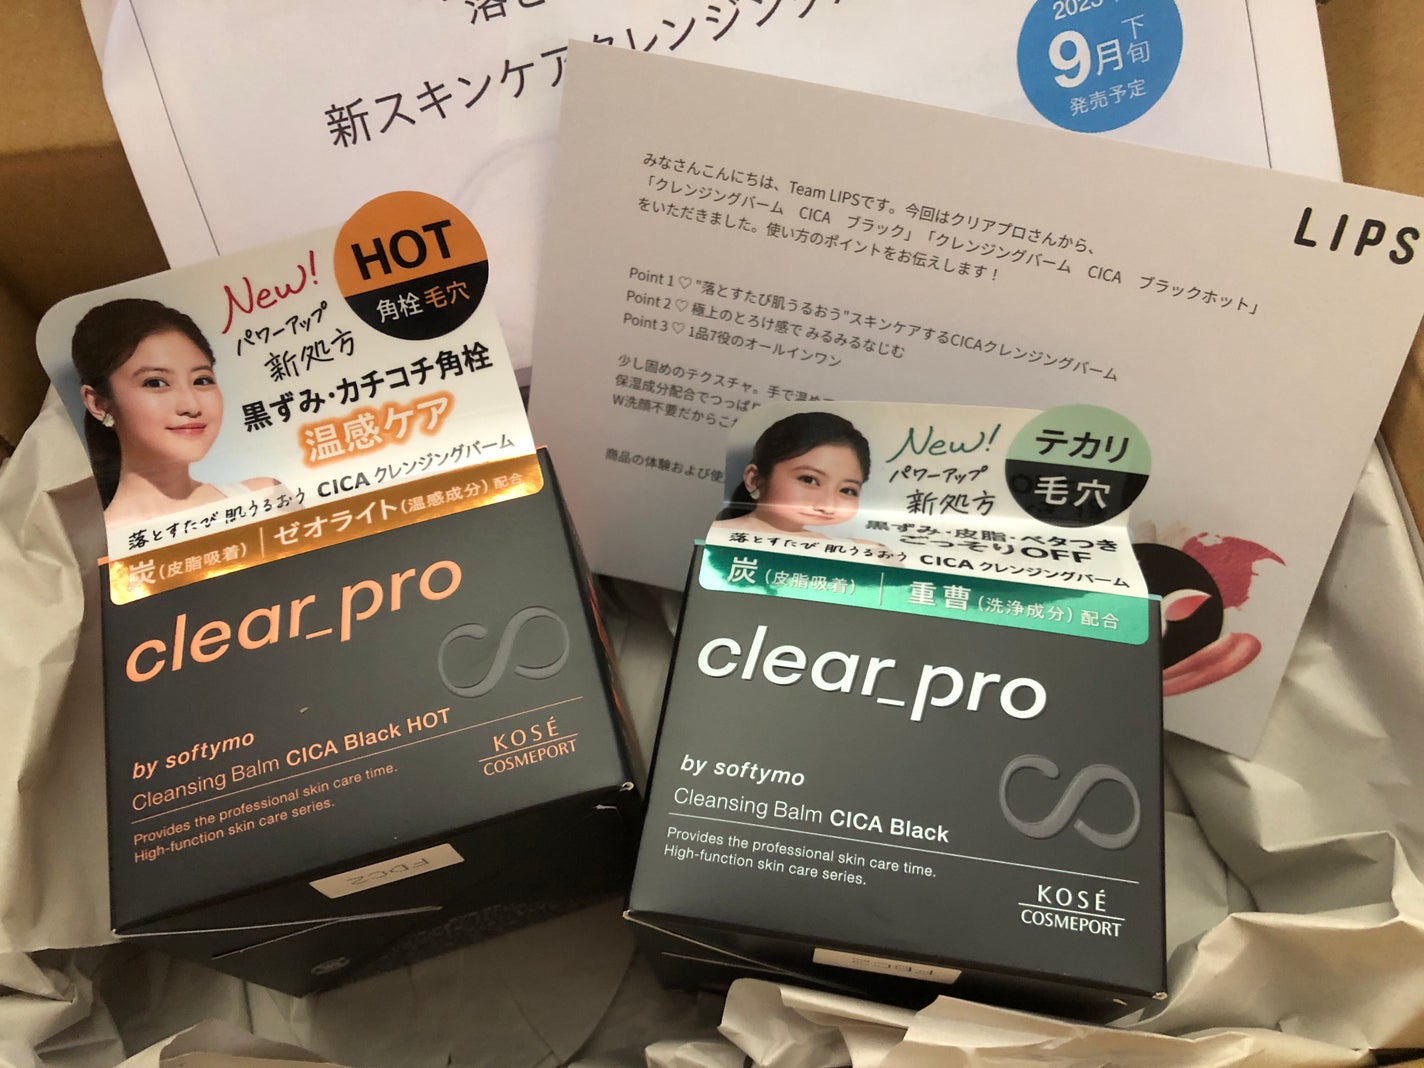 新スキンケアクレンジング
2023
9月下旬
発売予定
LIPS
みなさんこんにちは、Team LIPSです。今回はクリアプロさんから、
「クレンジングバーム　CICA　ブラック」「クレンジングバーム　CICA　ブラックホット」
をいただきました。使い方のポイントをお伝えします！
Point 1♡"落とすたび肌うるおう"スキンケアするCICAクレンジングバーム
Point 2♡極上のとろけ感で みるみるなじむ
Point 3♡1品7役のオールインワン
少し固めのテクスチャ。手で温め
保湿成分配合でつっぱ
W洗顔不要だからこ
商品の体験および使
New!
パワーアップ
新処方
HOT
角栓 毛穴
黒ずみ・カチコチ角栓
温感ケア
落とすたび 肌うるおう CICA クレンジングバーム
炭(皮脂吸着) | ゼオライト(温感成分) 配合
clear_pro
by softymo
Cleansing Balm CICA Black HOT
Provides the professional skin care time.
High-function skin care series.
KOSÉ
COSMEPORT
New!
パワーアップ
新処方
テカリ
毛穴
黒ずみ・皮脂・ベタつき
ごっそりOFF
落とすたび 肌うるおう CICA クレンジングバーム
炭(皮脂吸着) | 重曹(洗浄成分) 配合
clear_pro
by softymo
Cleansing Balm CICA Black
Provides the professional skin care time.
High-function skin care series.
KOSÉ
COSMEPORT